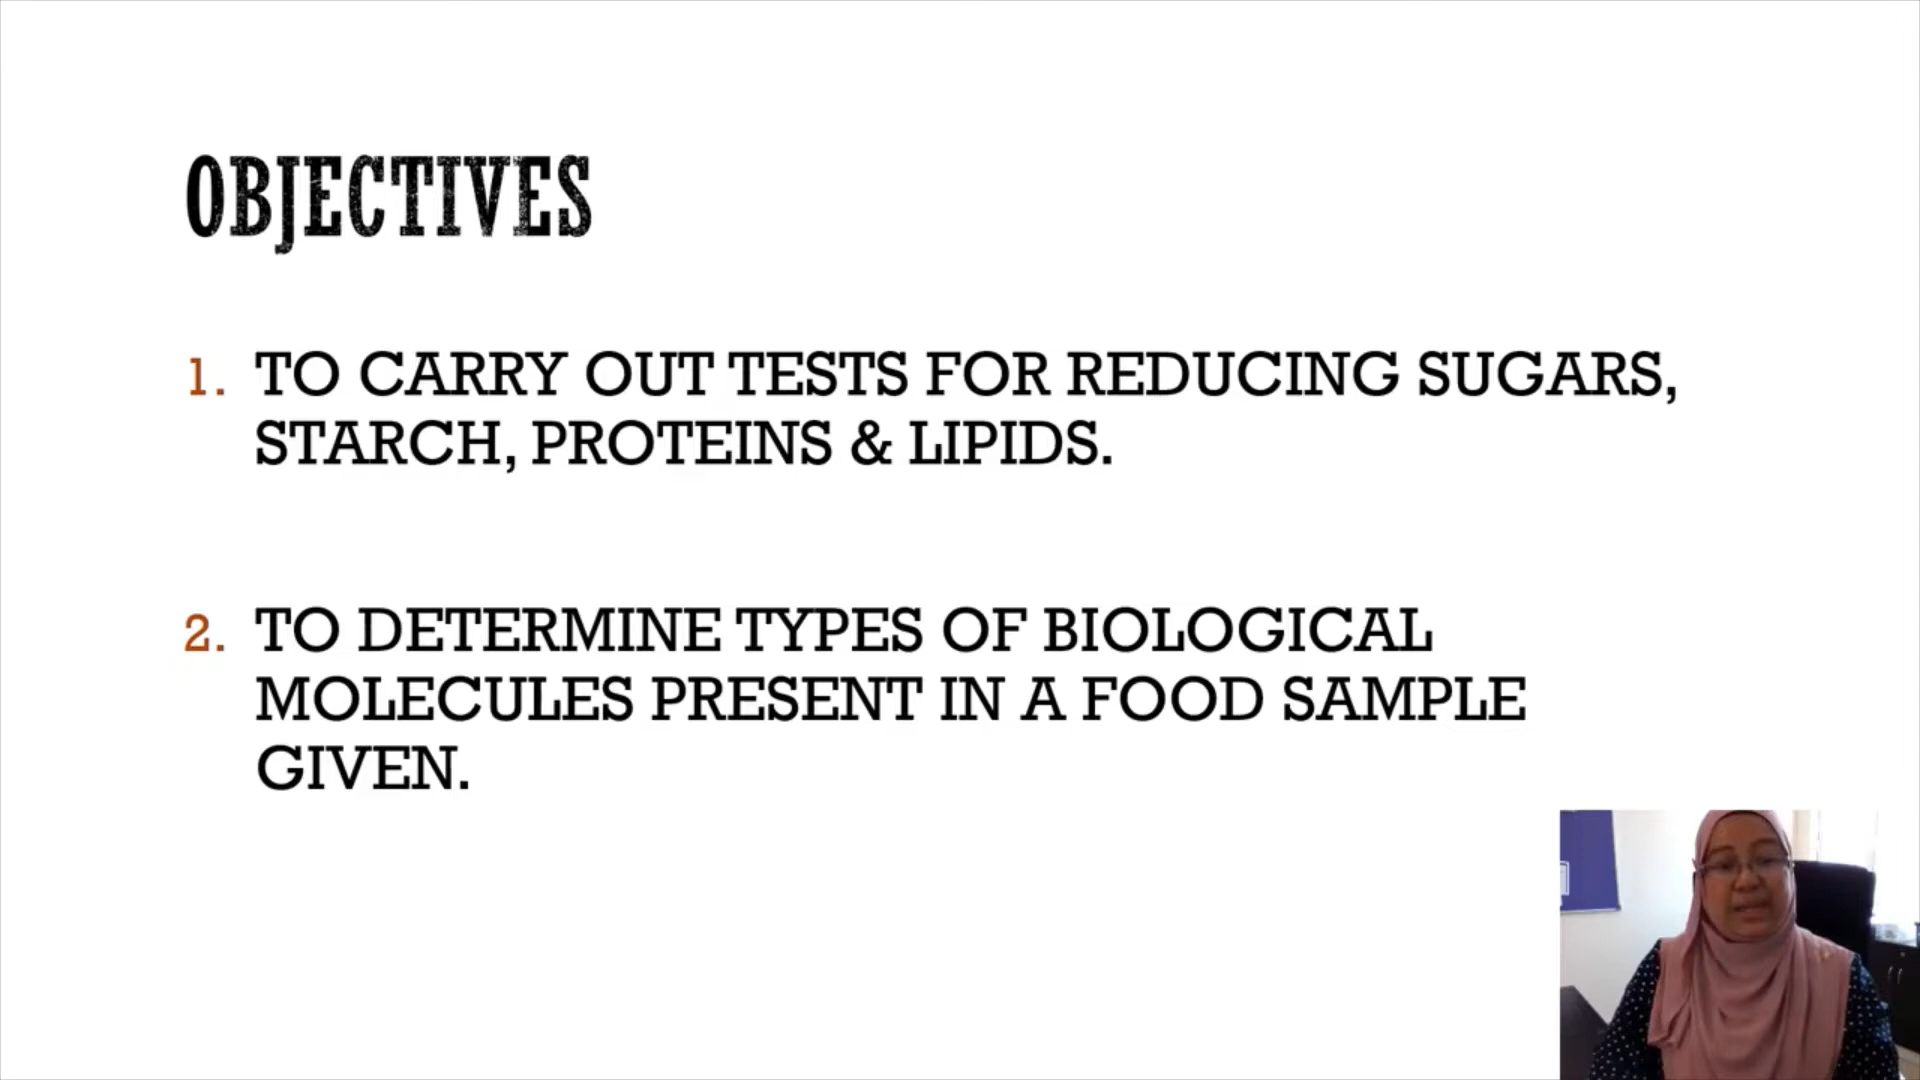 OBJECTIVES
1. TO CARRY OUT TESTS FOR REDUCING SUGARS,
STARCH, PROTEINS & LIPIDS.
2. TO DETERMINE TYPES OF BIOLOGICAL
MOLECULES PRESENT IN A FOOD SAMPLE
GIVEN.